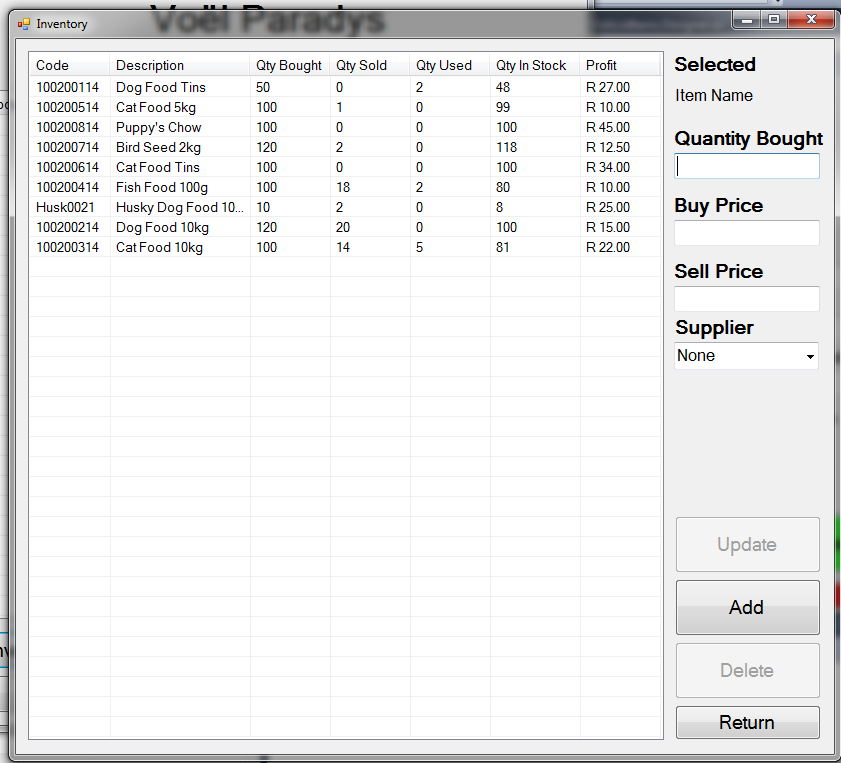 Voël Paradys
Inventory
Code Description Qty Bought Qty Sold Qty Used Qty In Stock Profit
100200114 Dog Food Tins 50 0 2 48 R 27.00
100200514 Cat Food 5kg 100 1 0 99 R 10.00
100200814 Puppy's Chow 100 0 0 100 R 45.00
100200714 Bird Seed 2kg 120 2 0 118 R 12.50
100200614 Cat Food Tins 100 0 0 100 R 34.00
100200414 Fish Food 100g 100 18 2 80 R 10.00
Husk0021 Husky Dog Food 10... 10 2 0 8 R 25.00
100200214 Dog Food 10kg 120 20 0 100 R 15.00
100200314 Cat Food 10kg 100 14 5 81 R 22.00
Selected
Item Name
Quantity Bought
Buy Price
Sell Price
Supplier
None
Update
Add
Delete
Return